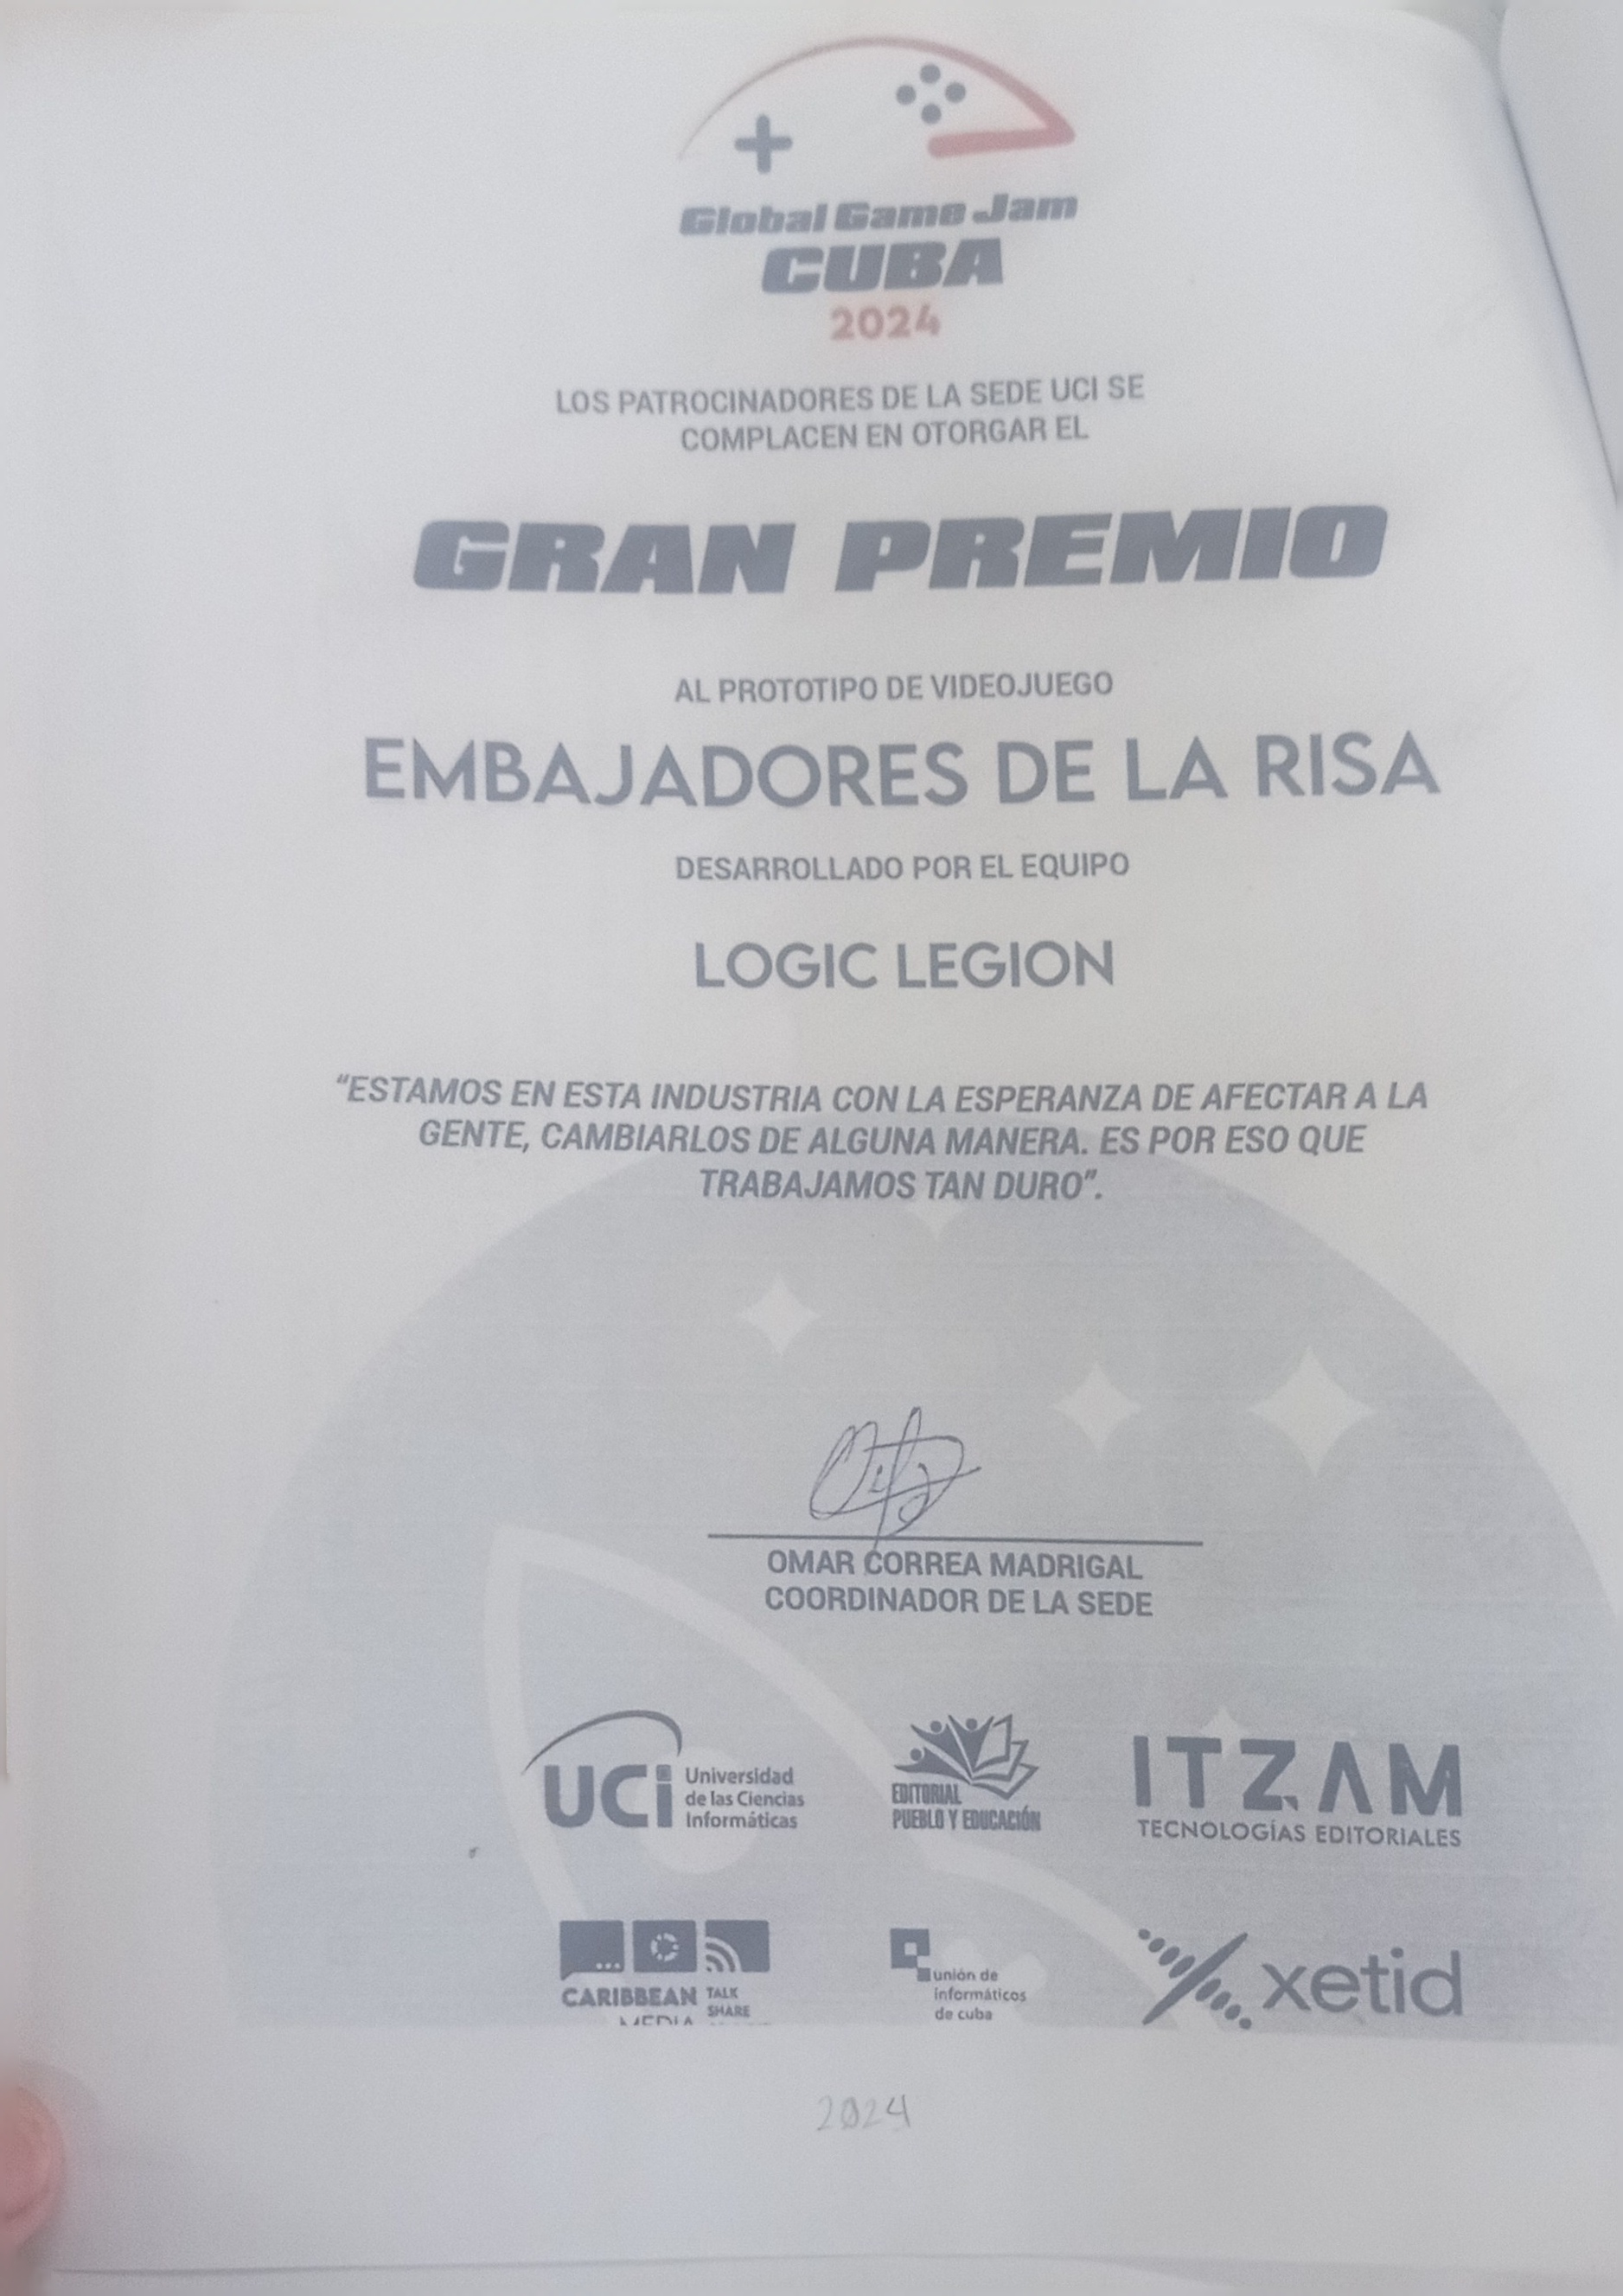 Global Game Jam
CUBA
2024
LOS PATROCINADORES DE LA SEDE UCI SE
COMPLACEN EN OTORGAR EL
GRAN PREMIO
AL PROTOTIPO DE VIDEOJUEGO
EMBAJADORES DE LA RISA
DESARROLLADO POR EL EQUIPO
LOGIC LEGION
“ESTAMOS EN ESTA INDUSTRIA CON LA ESPERANZA DE AFECTAR A LA
GENTE, CAMBIARLOS DE ALGUNA MANERA. ES POR ESO QUE
TRABAJAMOS TAN DURO”.
OMAR CORREA MADRIGAL
COORDINADOR DE LA SEDE
UCi
Universidad
de las Ciencias
Informáticas
EDITORIAL
PUEBLO Y EDUCACIÓN
ITZAM
TECNOLOGÍAS EDITORIALES
CARIBBEAN
MEDIA
TALK
SHARE
unión de
informáticos
de cuba
xetid
2024